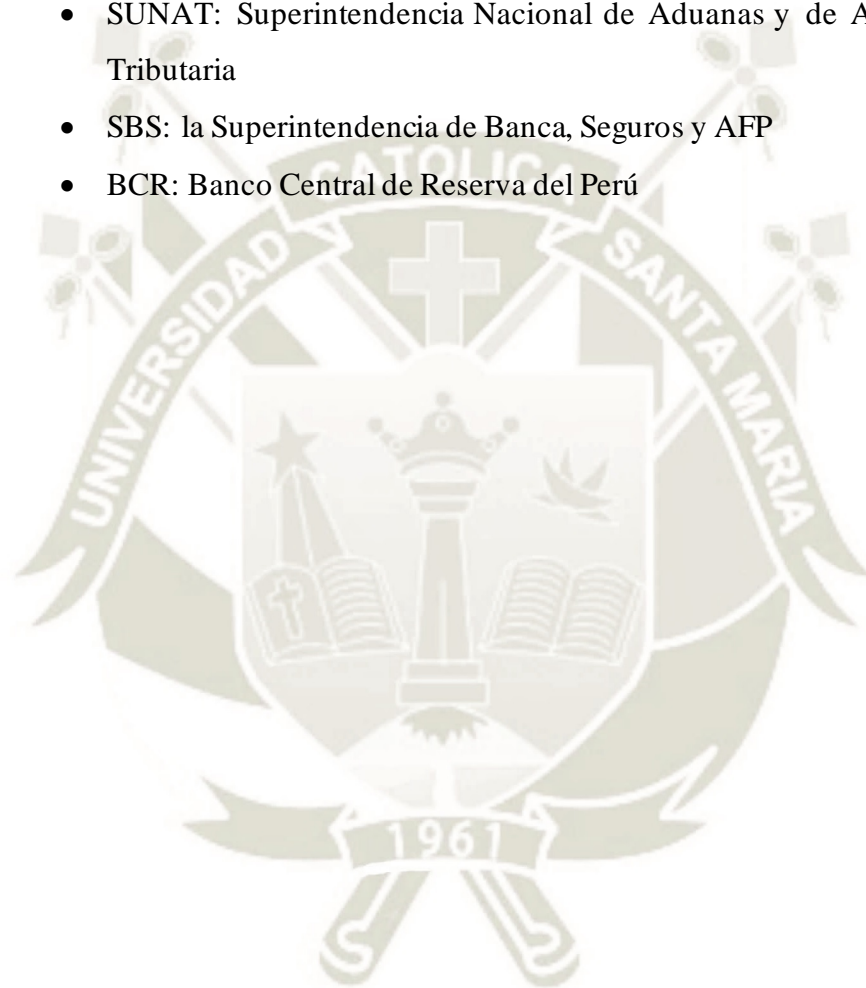 • SUNAT: Superintendencia Nacional de Aduanas y de
Tributaria
• SBS: la Superintendencia de Banca, Seguros y AFP
• BCR: Banco Central de Reserva del Perú
UNIVERSIDAD CATOLICA SANTA MARIA
1961